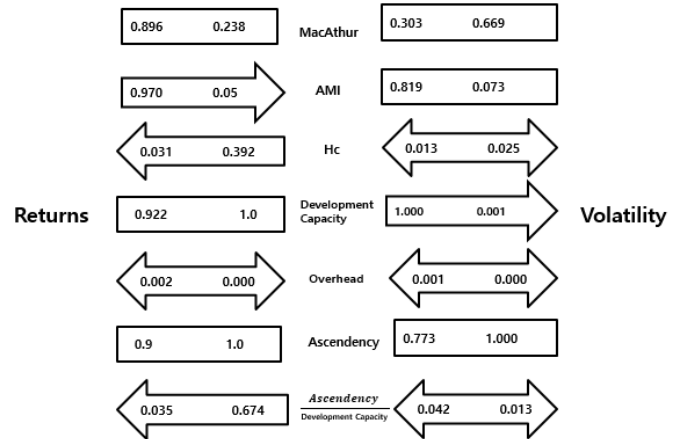 0.896 0.238 MacAthur 0.303 0.669
0.970 0.05 AMI 0.819 0.073
0.031 0.392 Hc 0.013 0.025
Returns 0.922 1.0 Development Capacity 1.000 0.001 Volatility
0.002 0.000 Overhead 0.001 0.000
0.9 1.0 Ascendency 0.773 1.000
0.035 0.674 Ascendency 0.042 0.013
Development Capacity